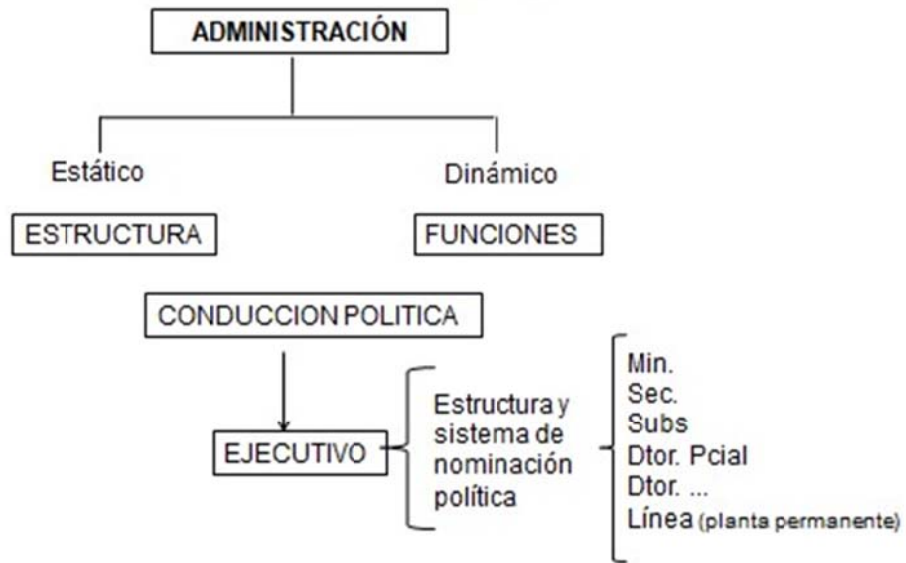 ADMINISTRACIÓN
Estático
Dinámico
ESTRUCTURA
FUNCIONES
CONDUCCION POLITICA
EJECUTIVO
Estructura y
sistema de
nominación
política
Min.
Sec.
Subs
Dtor. Pcial
Dtor. ...
Línea (planta permanente)